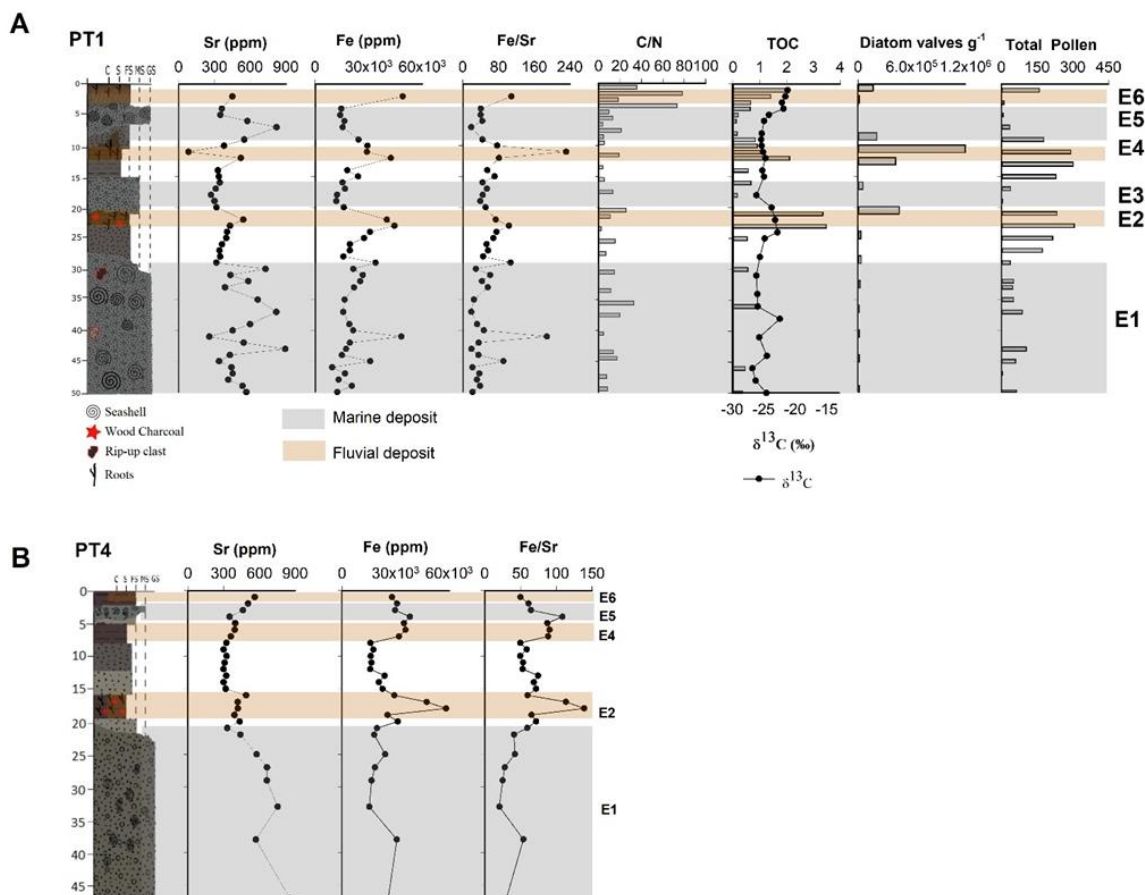 A
PT1
C S FS MS GS
Sr (ppm)
Fe (ppm)
Fe/Sr
C/N
TOC
Diatom valves g-1
Total Pollen
0 300 600 900
0 30x10³ 60x10³
0 80 160 240
0 20 40 60 80 100
0 1 2 3 4
0 6.0x10⁵ 1.2x10⁶
0 150 300 450
0
5
10
15
20
25
30
35
40
45
50
E6
E5
E4
E3
E2
E1
-30 -25 -20 -15
δ13C (‰)
δ13C
Seashell
Wood Charcoal
Rip-up clast
Roots
Marine deposit
Fluvial deposit
B
PT4
C S FS MS GS
Sr (ppm)
Fe (ppm)
Fe/Sr
0 300 600 900
0 30x10³ 60x10³
0 50 100 150
0
5
10
15
20
25
30
35
40
45
E6
E5
E4
E2
E1